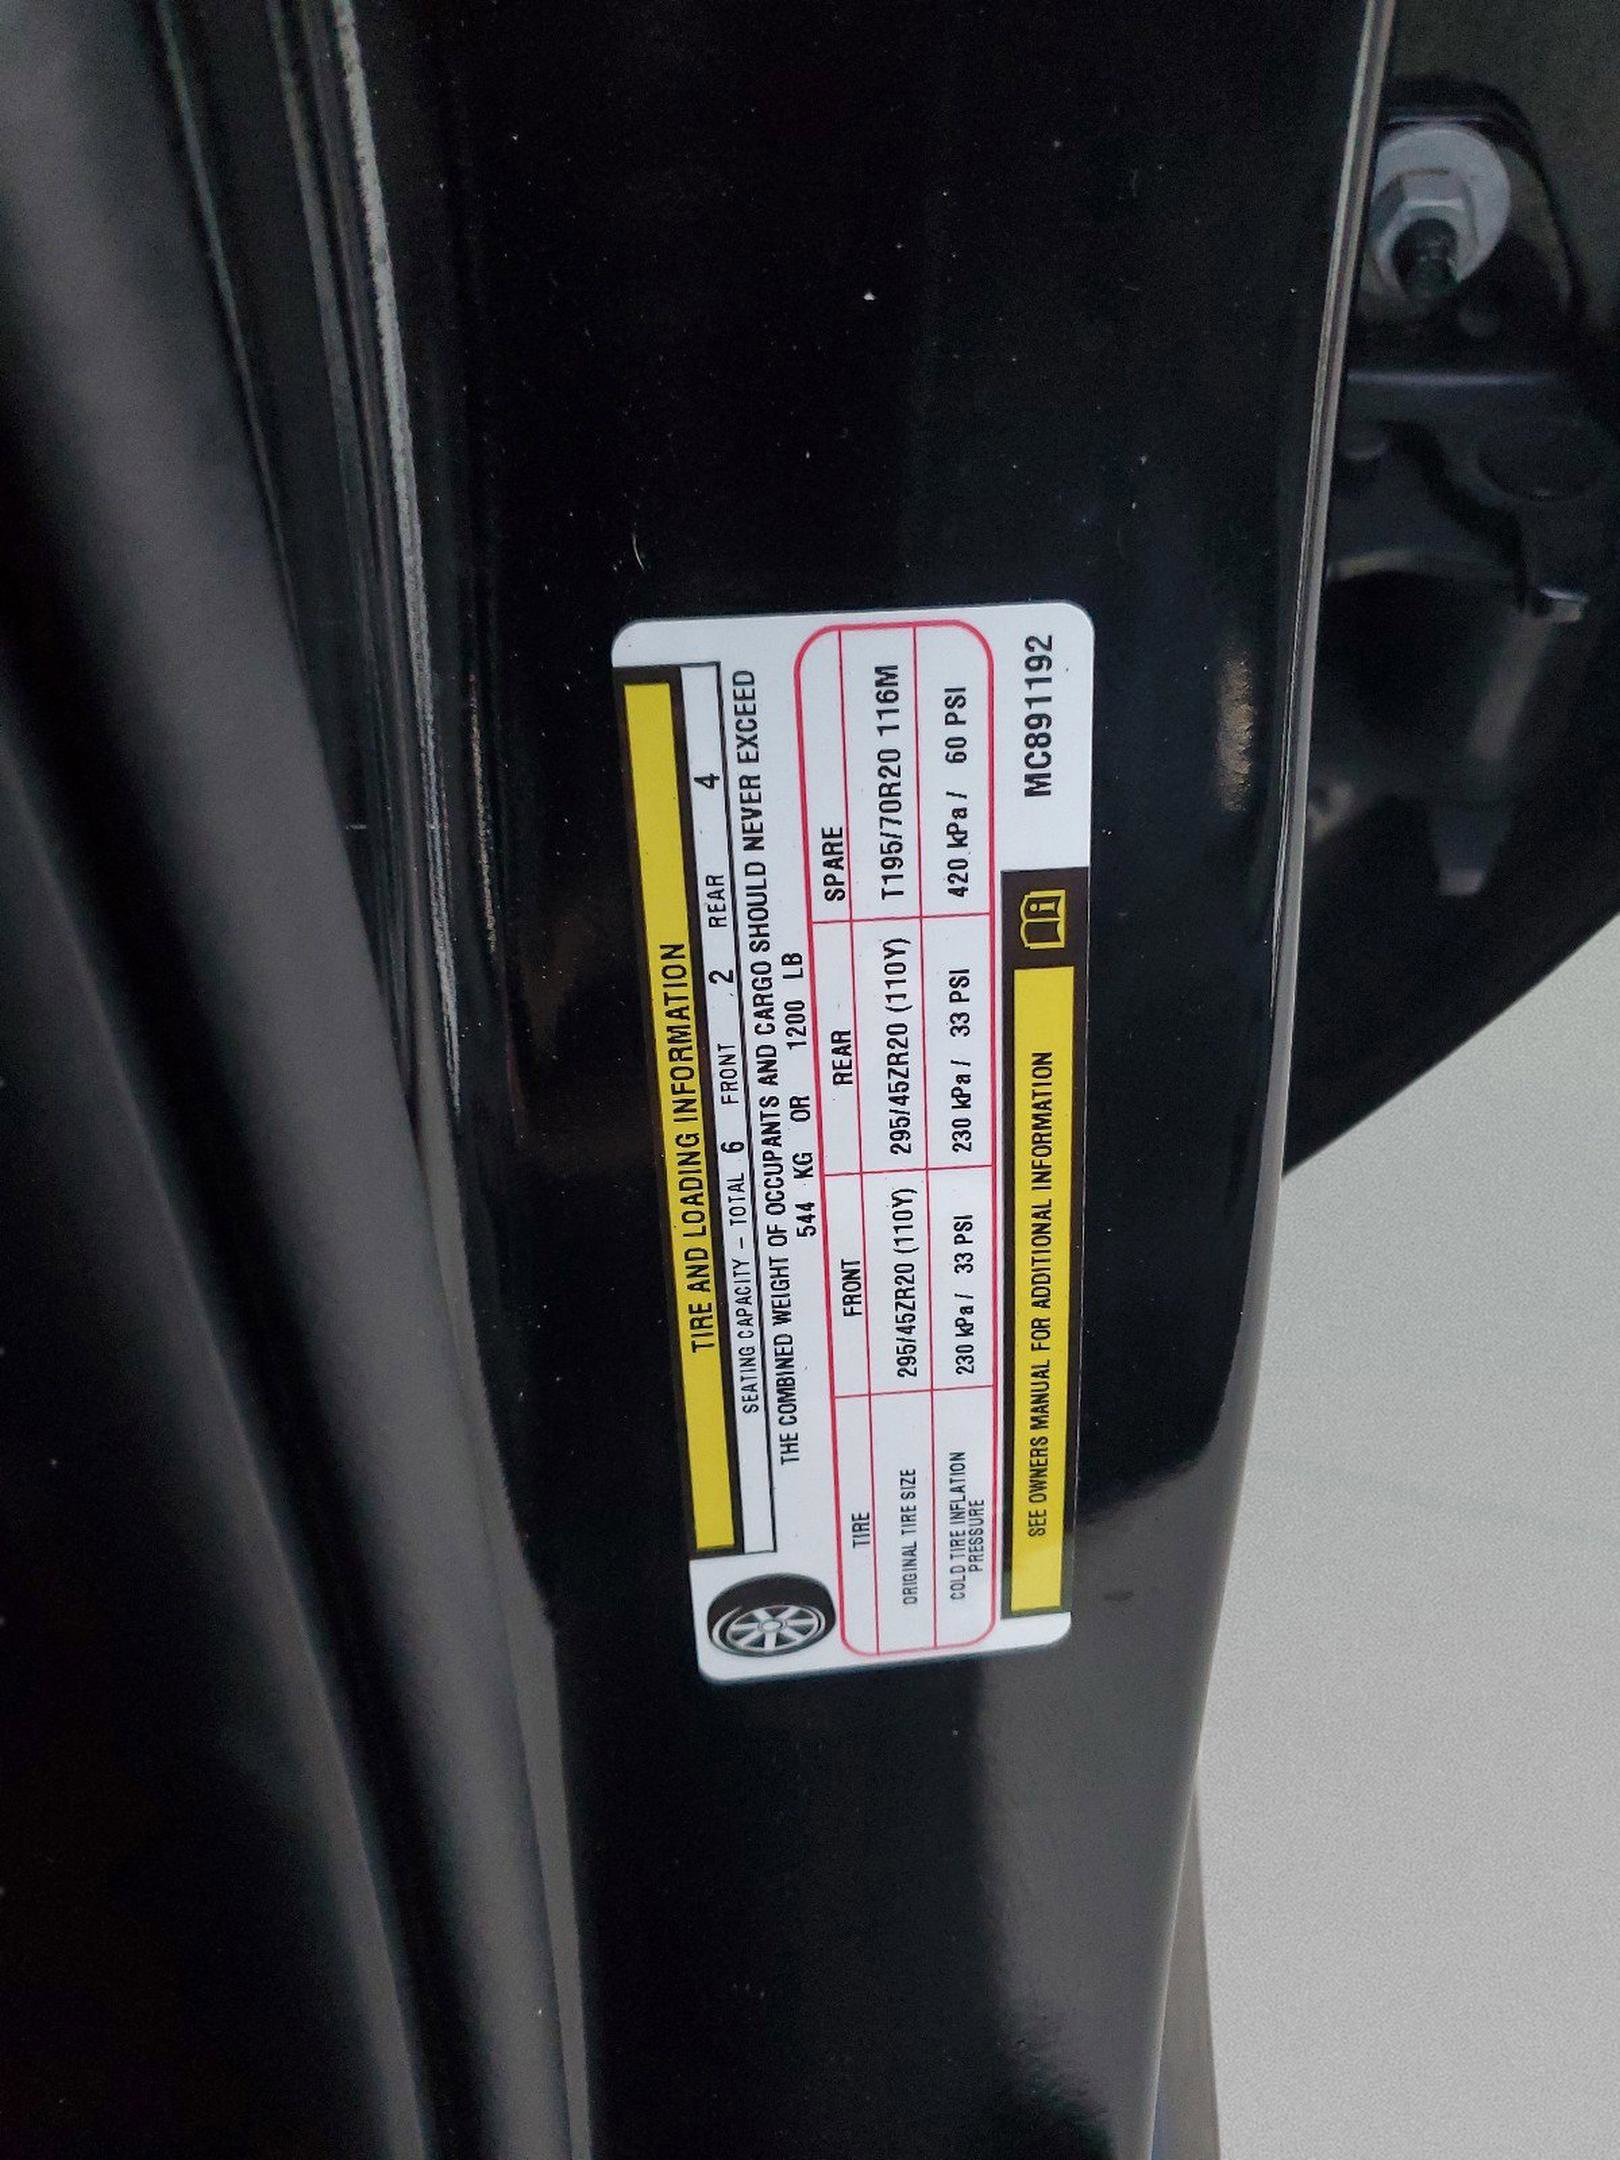 TIRE AND LOADING INFORMATION
SEATING CAPACITY – TOTAL 6 FRONT 2 REAR 4
THE COMBINED WEIGHT OF OCCUPANTS AND CARGO SHOULD NEVER EXCEED
544 KG OR 1200 LB
TIRE FRONT REAR SPARE
ORIGINAL TIRE SIZE 295/45ZR20 (110Y) 295/45ZR20 (110Y) T195/70R20 116M
COLD TIRE INFLATION
PRESSURE 230 kPa / 33 PSI 230 kPa / 33 PSI 420 kPa / 60 PSI
SEE OWNERS MANUAL FOR ADDITIONAL INFORMATION
MC891192